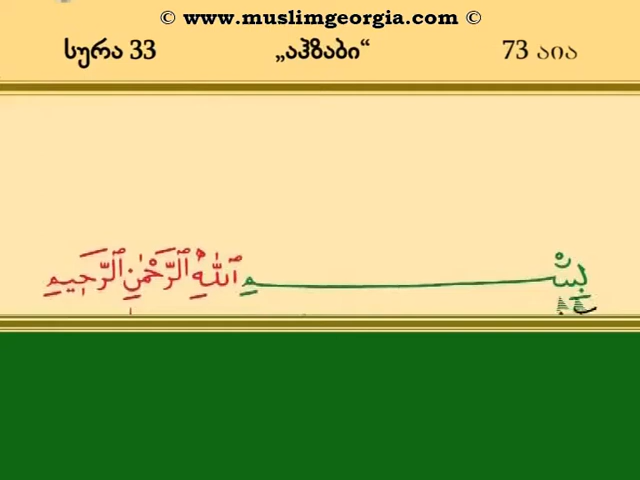 © www.muslimgeorgia.com ©
სურა 33 „აჰზაბი“ 73 აია
بِسْمِ ٱللَّهِ ٱلرَّحْمَٰنِ ٱلرَّحِيمِ